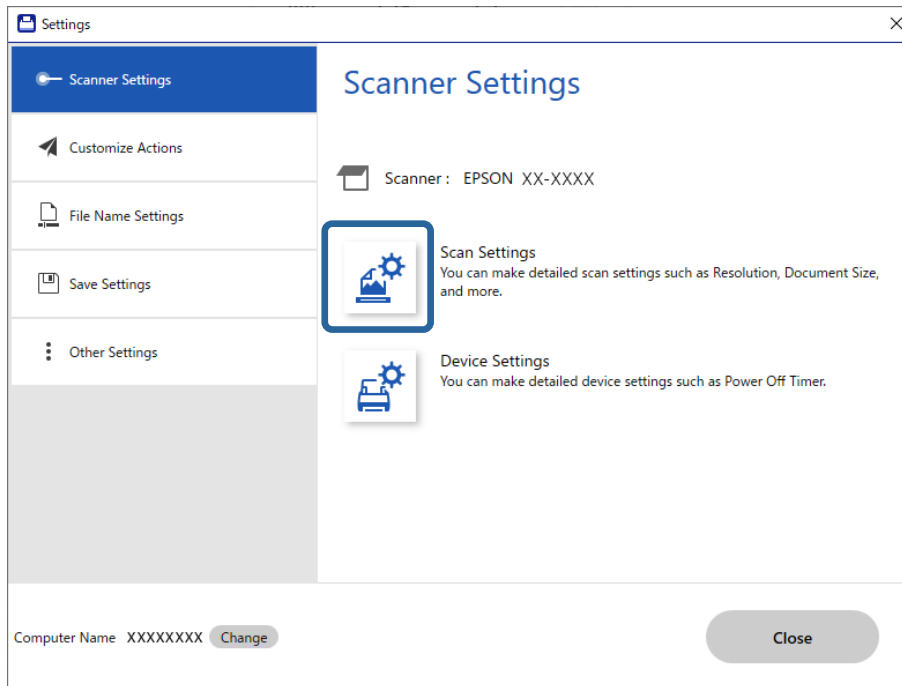 Settings
Scanner Settings
Customize Actions
File Name Settings
Save Settings
Other Settings
Scanner Settings
Scanner : EPSON XX-XXXX
Scan Settings
You can make detailed scan settings such as Resolution, Document Size,
and more.
Device Settings
You can make detailed device settings such as Power Off Timer.
Computer Name XXXXXXXX Change
Close